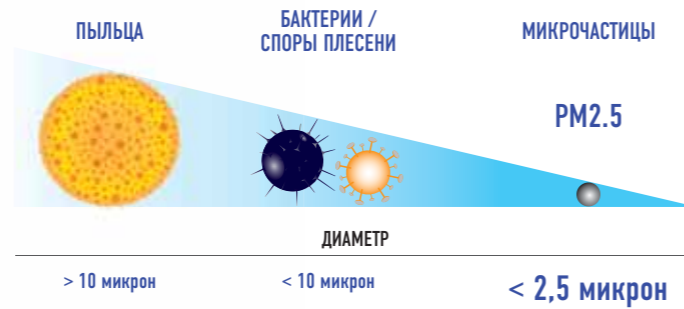 ПЫЛЬЦА
БАКТЕРИИ /
СПОРЫ ПЛЕСЕНИ
МИКРОЧАСТИЦЫ
PM2.5
ДИАМЕТР
> 10 микрон
< 10 микрон
< 2,5 микрон